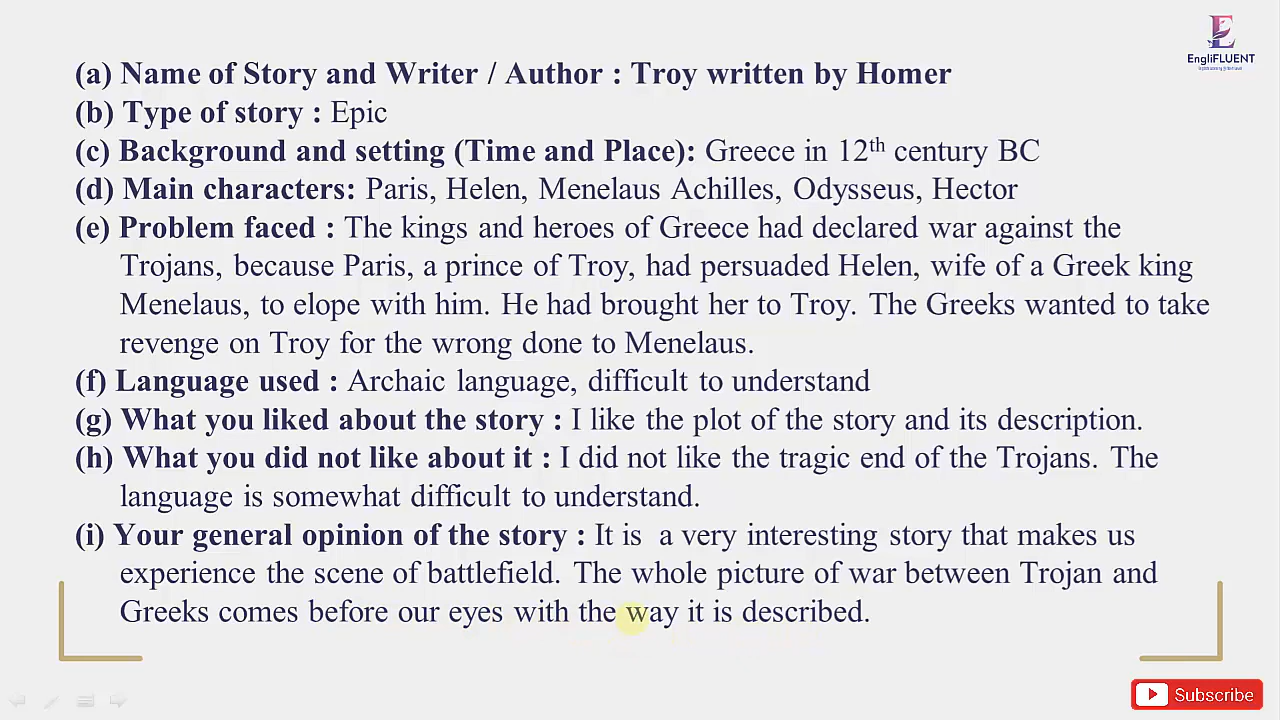 E
EngliFLUENT
(a) Name of Story and Writer / Author : Troy written by Homer
(b) Type of story : Epic
(c) Background and setting (Time and Place): Greece in 12th century BC
(d) Main characters: Paris, Helen, Menelaus Achilles, Odysseus, Hector
(e) Problem faced : The kings and heroes of Greece had declared war against the
Trojans, because Paris, a prince of Troy, had persuaded Helen, wife of a Greek king
Menelaus, to elope with him. He had brought her to Troy. The Greeks wanted to take
revenge on Troy for the wrong done to Menelaus.
(f) Language used : Archaic language, difficult to understand
(g) What you liked about the story : I like the plot of the story and its description.
(h) What you did not like about it : I did not like the tragic end of the Trojans. The
language is somewhat difficult to understand.
(i) Your general opinion of the story : It is a very interesting story that makes us
experience the scene of battlefield. The whole picture of war between Trojan and
Greeks comes before our eyes with the way it is described.
Subscribe